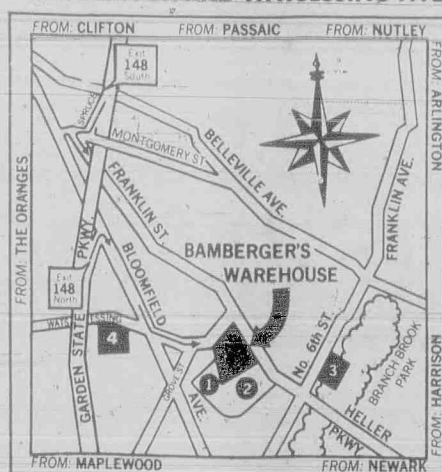 FROM: CLIFTON FROM: PASSAIC FROM: NUTLEY
FROM: ARLINGTON
Exit
148
South
SPRUCE
MONTGOMERY ST.
BELLEVILLE AVE.
FRANKLIN AVE.
FROM: THE ORANGES
FRANKLIN ST.
PKWY.
BLOOMFIELD
BAMBERGER'S
WAREHOUSE
Exit
148
North
WATSESSING
4
GARDEN STATE
GROVE ST
AVE.
1
2
No. 6TH ST.
3
BRANCH BROOK
PARK
HELLER
PKWY
FROM: HARRISON
FROM: MAPLEWOOD FROM: NEWARK